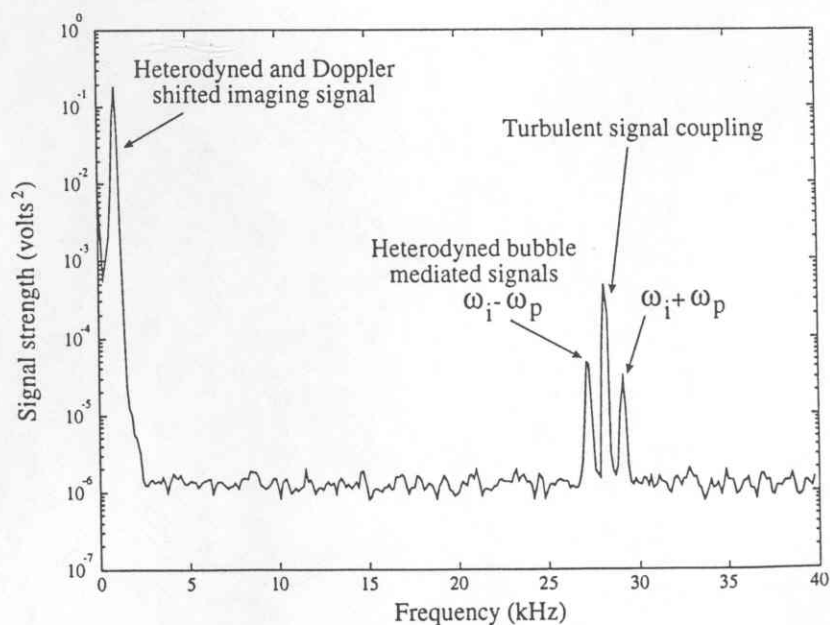 10⁰
10⁻¹
10⁻²
10⁻³
10⁻⁴
10⁻⁵
10⁻⁶
10⁻⁷
Signal strength (volts²)
Heterodyned and Doppler
shifted imaging signal
Turbulent signal coupling
Heterodyned bubble
mediated signals
ωᵢ- ωₚ
ωᵢ+ωₚ
0 5 10 15 20 25 30 35 40
Frequency (kHz)